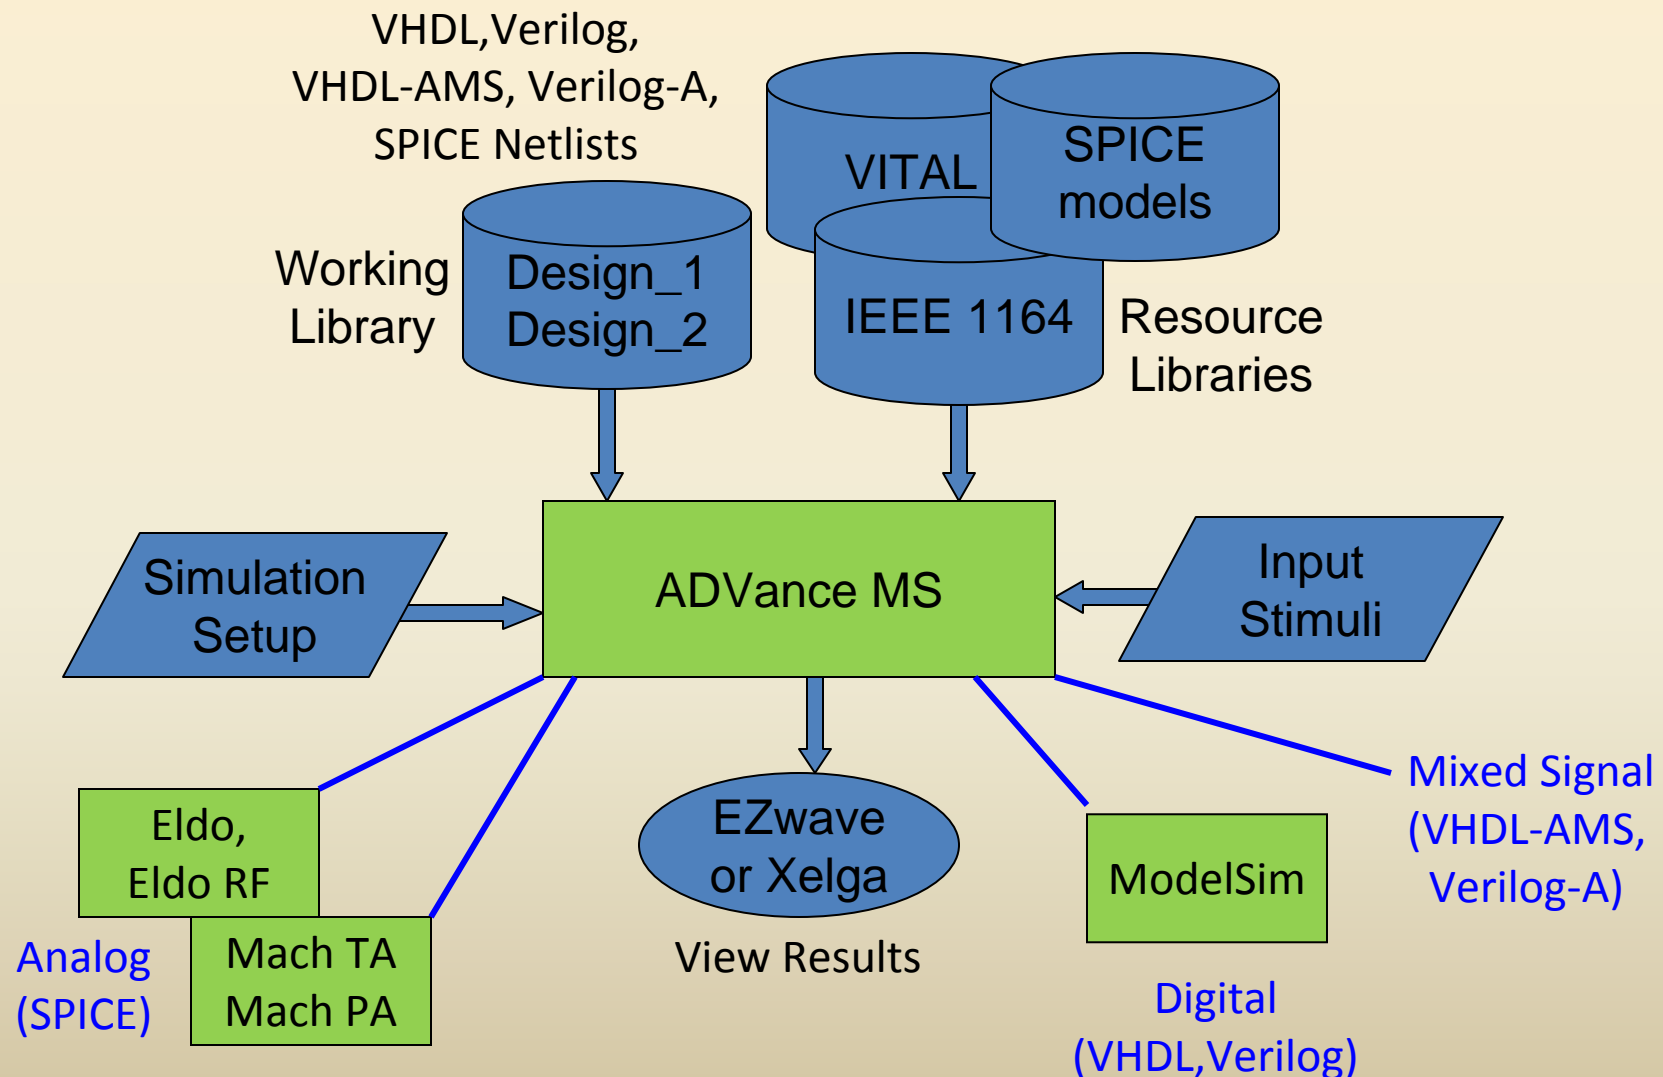 VHDL,Verilog,
VHDL-AMS, Verilog-A,
SPICE Netlists
VITAL
SPICE
models
Working
Library
Design_1
Design_2
IEEE 1164
Resource
Libraries
Simulation
Setup
ADVance MS
Input
Stimuli
Eldo,
Eldo RF
Mach TA
Mach PA
Analog
(SPICE)
EZwave
or Xelga
View Results
ModelSim
Digital
(VHDL,Verilog)
Mixed Signal
(VHDL-AMS,
Verilog-A)